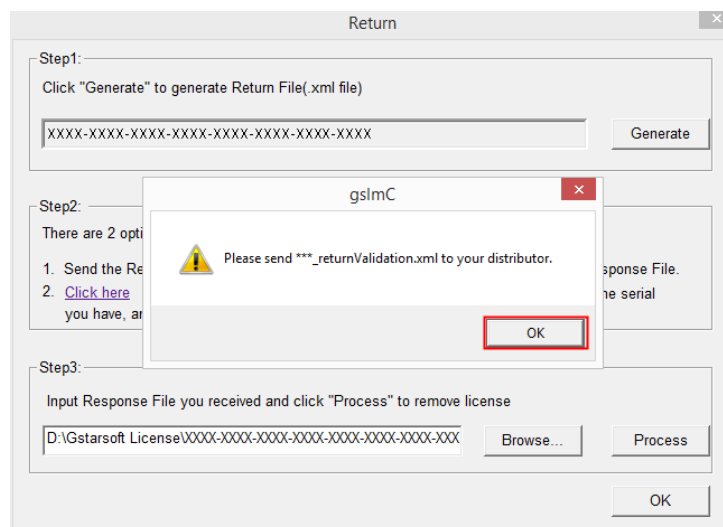 Return
Step1:
Click "Generate" to generate Return File(.xml file)
XXXX-XXXX-XXXX-XXXX-XXXX-XXXX-XXXX-XXXX
Generate
gslmC
Step2:
There are 2 opti
Please send ***_returnValidation.xml to your distributor.
1. Send the Re
sponse File.
2. Click here
he serial
you have, an
OK
Step3:
Input Response File you received and click "Process" to remove license
D:\Gstarsoft License\XXXX-XXXX-XXXX-XXXX-XXXX-XXXX-XXXX-XXX
Browse...
Process
OK